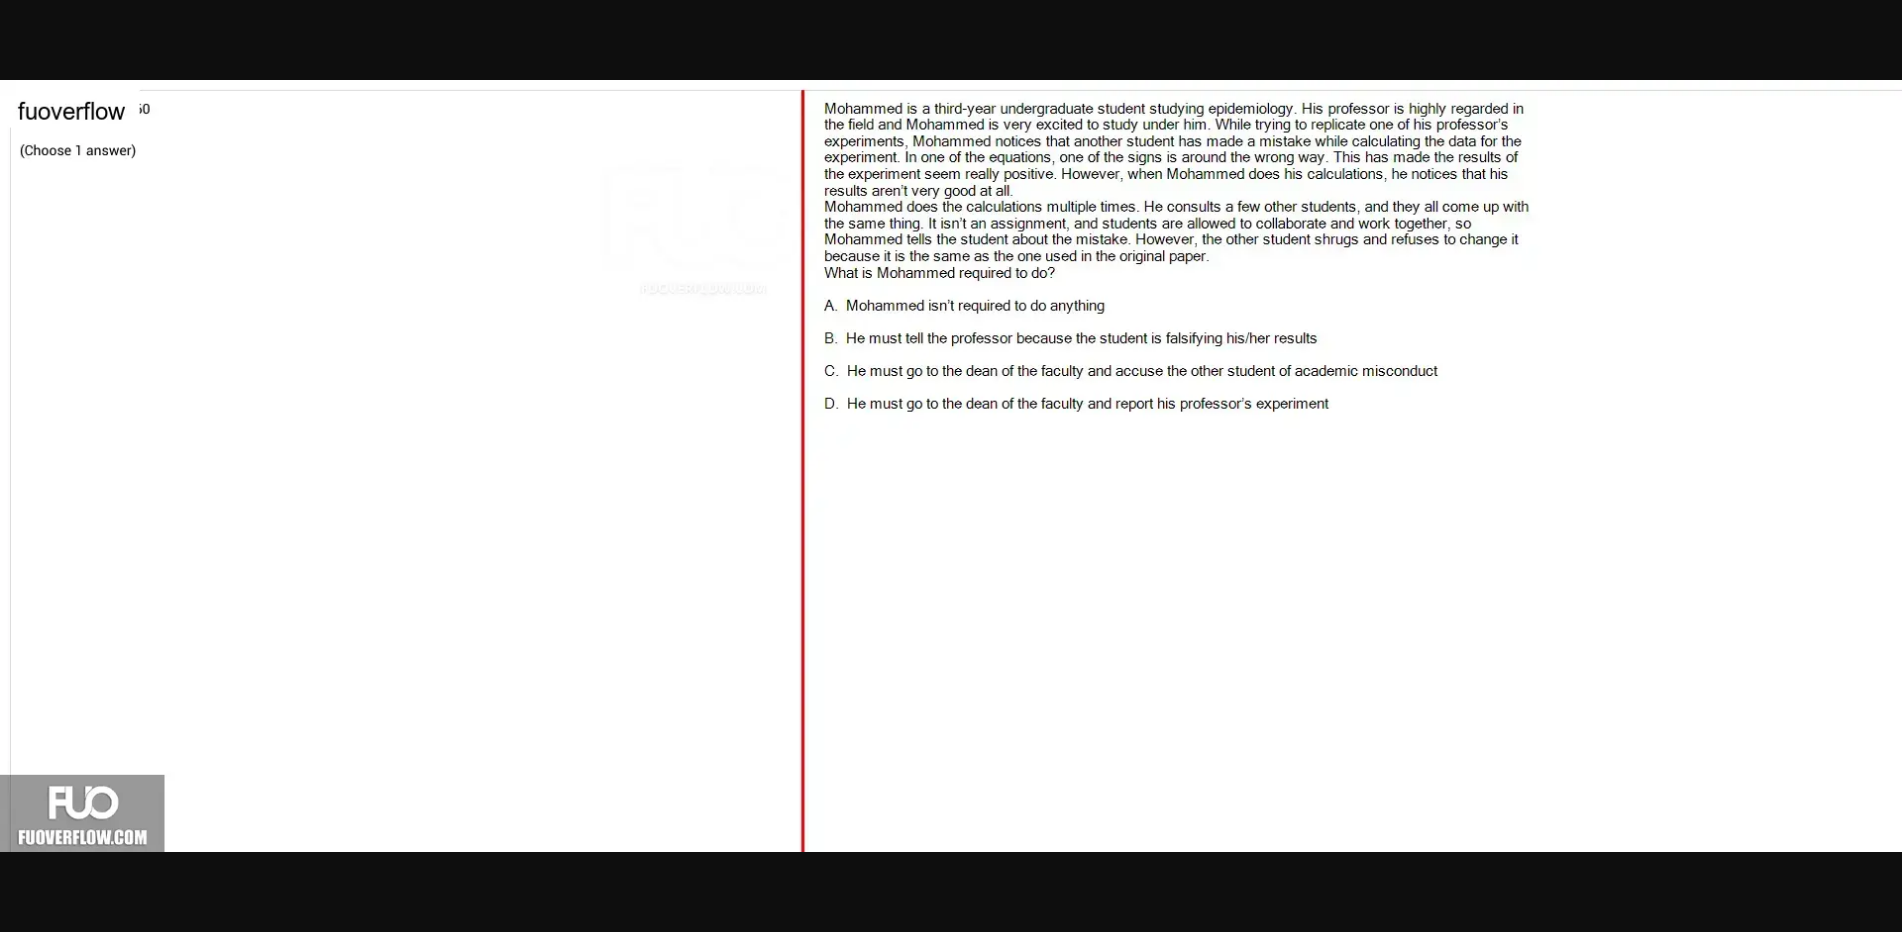 fuoverflow 60
(Choose 1 answer)
Mohammed is a third-year undergraduate student studying epidemiology. His professor is highly regarded in
the field and Mohammed is very excited to study under him. While trying to replicate one of his professor's
experiments, Mohammed notices that another student has made a mistake while calculating the data for the
experiment. In one of the equations, one of the signs is around the wrong way. This has made the results of
the experiment seem really positive. However, when Mohammed does his calculations, he notices that his
results aren't very good at all.
Mohammed does the calculations multiple times. He consults a few other students, and they all come up with
the same thing. It isn't an assignment, and students are allowed to collaborate and work together, so
Mohammed tells the student about the mistake. However, the other student shrugs and refuses to change it
because it is the same as the one used in the original paper.
What is Mohammed required to do?
A. Mohammed isn't required to do anything
B. He must tell the professor because the student is falsifying his/her results
C. He must go to the dean of the faculty and accuse the other student of academic misconduct
D. He must go to the dean of the faculty and report his professor's experiment
FUOVERFLOW.COM
FUO
FUOVERFLOW.COM